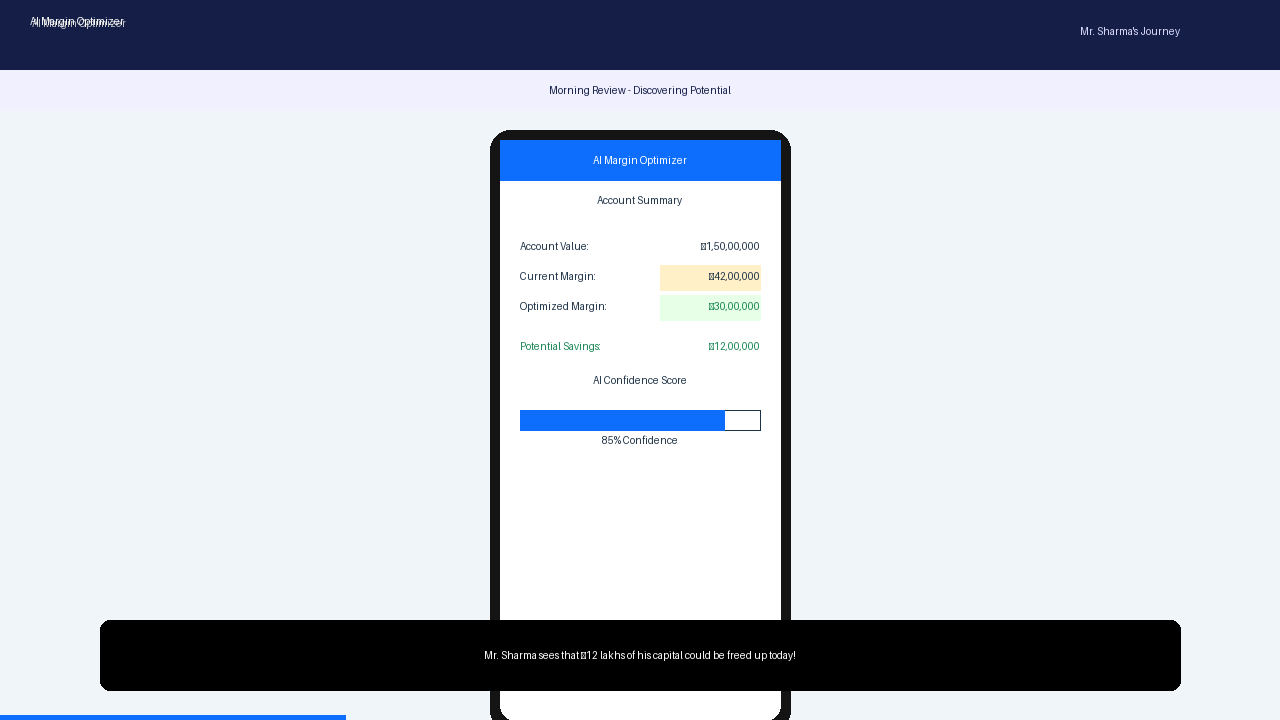 AI Margin Optimizer
Mr. Sharma's Journey
Morning Review - Discovering Potential
AI Margin Optimizer
Account Summary
Account Value: 1,50,00,000
Current Margin: 42,00,000
Optimized Margin: 30,00,000
Potential Savings: 12,00,000
AI Confidence Score
85% Confidence
Mr. Sharma sees that 12 lakhs of his capital could be freed up today!